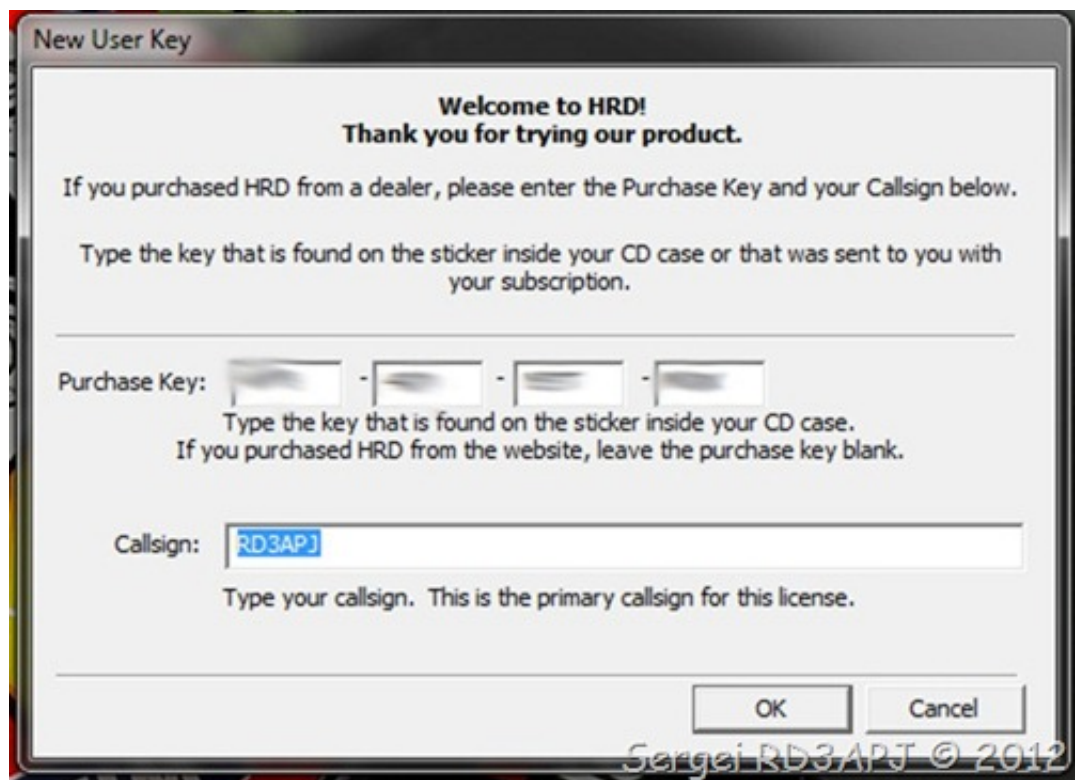 New User Key
Welcome to HRD!
Thank you for trying our product.
If you purchased HRD from a dealer, please enter the Purchase Key and your Callsign below.
Type the key that is found on the sticker inside your CD case or that was sent to you with
your subscription.
Purchase Key: - - -
Type the key that is found on the sticker inside your CD case.
If you purchased HRD from the website, leave the purchase key blank.
Callsign: RD3APJ
Type your callsign. This is the primary callsign for this license.
OK Cancel
Sergei RD3APJ © 2012